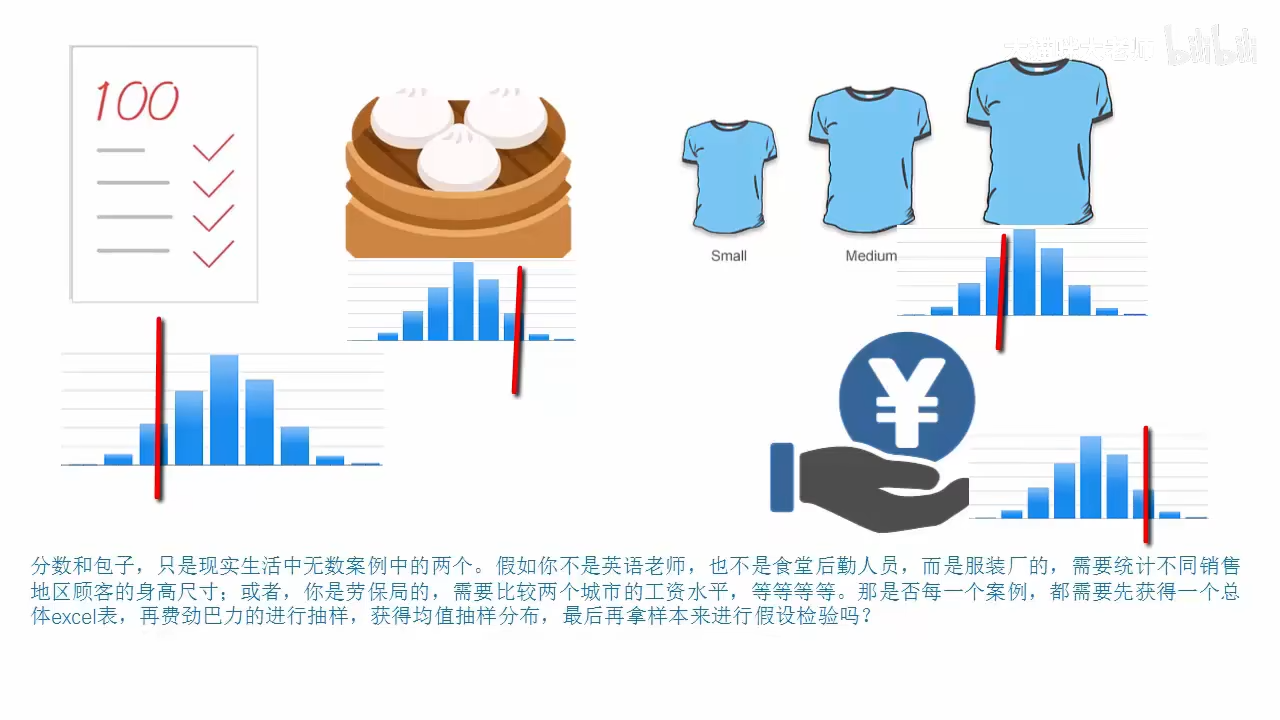 100
Small
Medium
bilibili
分数和包子，只是现实生活中无数案例中的两个。假如你不是英语老师，也不是食堂后勤人员，而是服装厂的，需要统计不同销售
地区顾客的身高尺寸；或者，你是劳保局的，需要比较两个城市的工资水平，等等等等。那是否每一个案例，都需要先获得一个总
体excel表，再费劲巴力的进行抽样，获得均值抽样分布，最后再拿样本来进行假设检验吗？